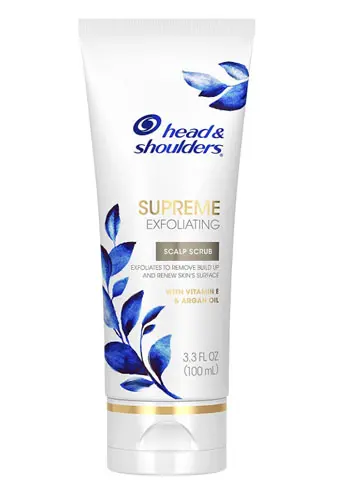 head&
shoulders®
SUPREME
EXFOLIATING
SCALP SCRUB
EXFOLIATES TO REMOVE BUILD UP
AND RENEW SKIN'S SURFACE
WITH VITAMIN E
& ARGAN OIL
3.3 FL OZ
(100 mL)